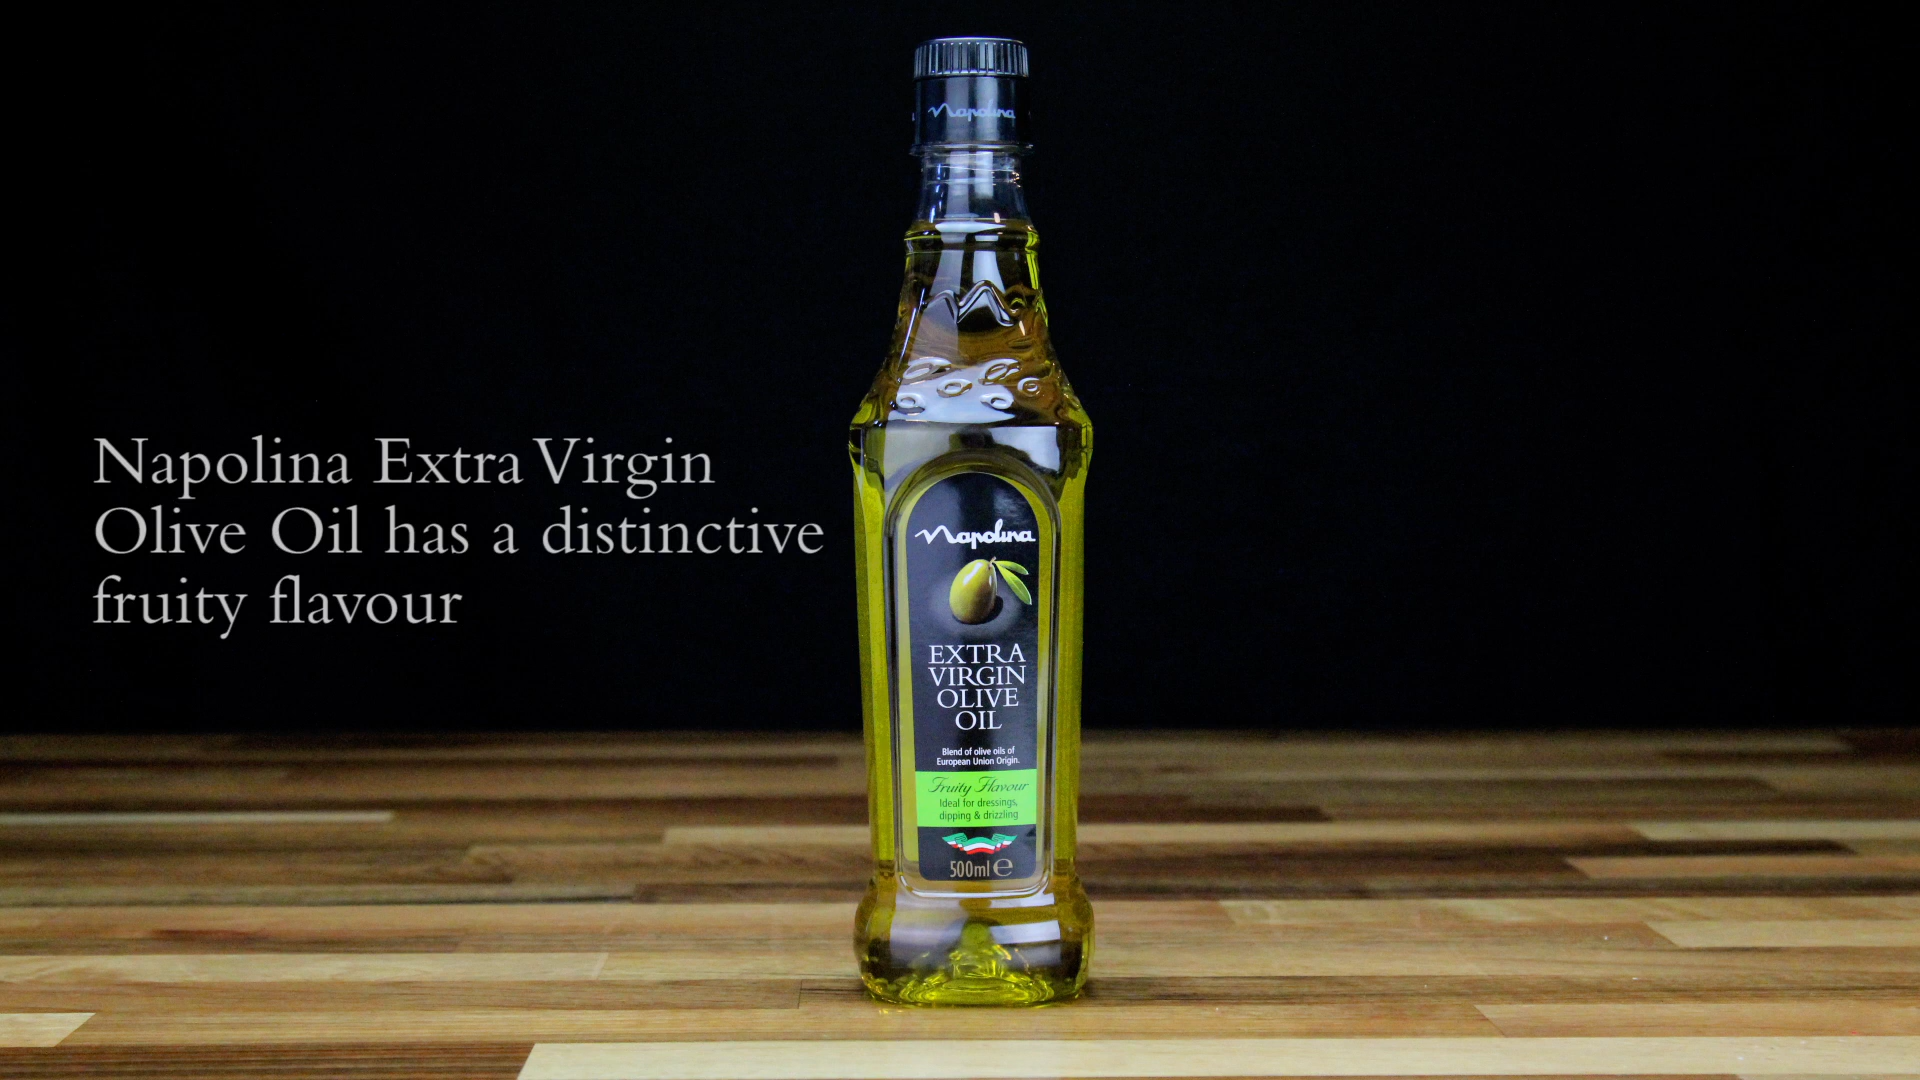 Napolina
Napolina Extra Virgin
Olive Oil has a distinctive
fruity flavour
Napolina
EXTRA
VIRGIN
OLIVE
OIL
Blend of olive oils of
European Union Origin.
Fruity Flavour
Ideal for dressings,
dipping & drizzling
500ml e